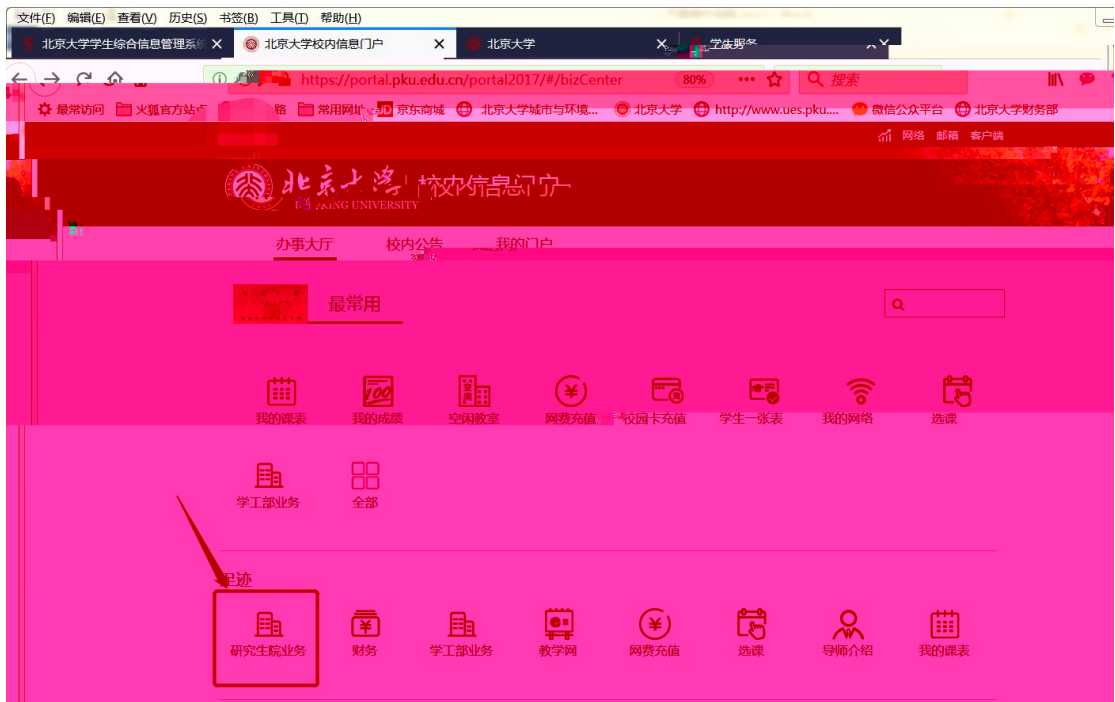 文件(F) 编辑(E) 查看(V) 历史(S) 书签(B) 工具(T) 帮助(H)
北京大学学生综合信息管理系统 北京大学校内信息门户 北京大学
https://portal.pku.edu.cn/portal2017/#/bizCenter 80% 搜索
最常访问 火狐官方站点 常用网址 JD 京东商城 北京大学城市与环境... 北京大学 http://www.ues.pku.... 微信公众平台 北京大学财务部
网络 邮箱 客户端
北京大学 校内信息门户
UNIVERSITY
办事大厅 校内公告 我的门户
最常用
我的课表 我的成绩 空闲教室 网费充值 校园卡充值 学生一张表 我的网络 选课
学工部业务 全部
足迹
研究生院业务 财务 学工部业务 教学网 网费充值 选课 导师介绍 我的课表